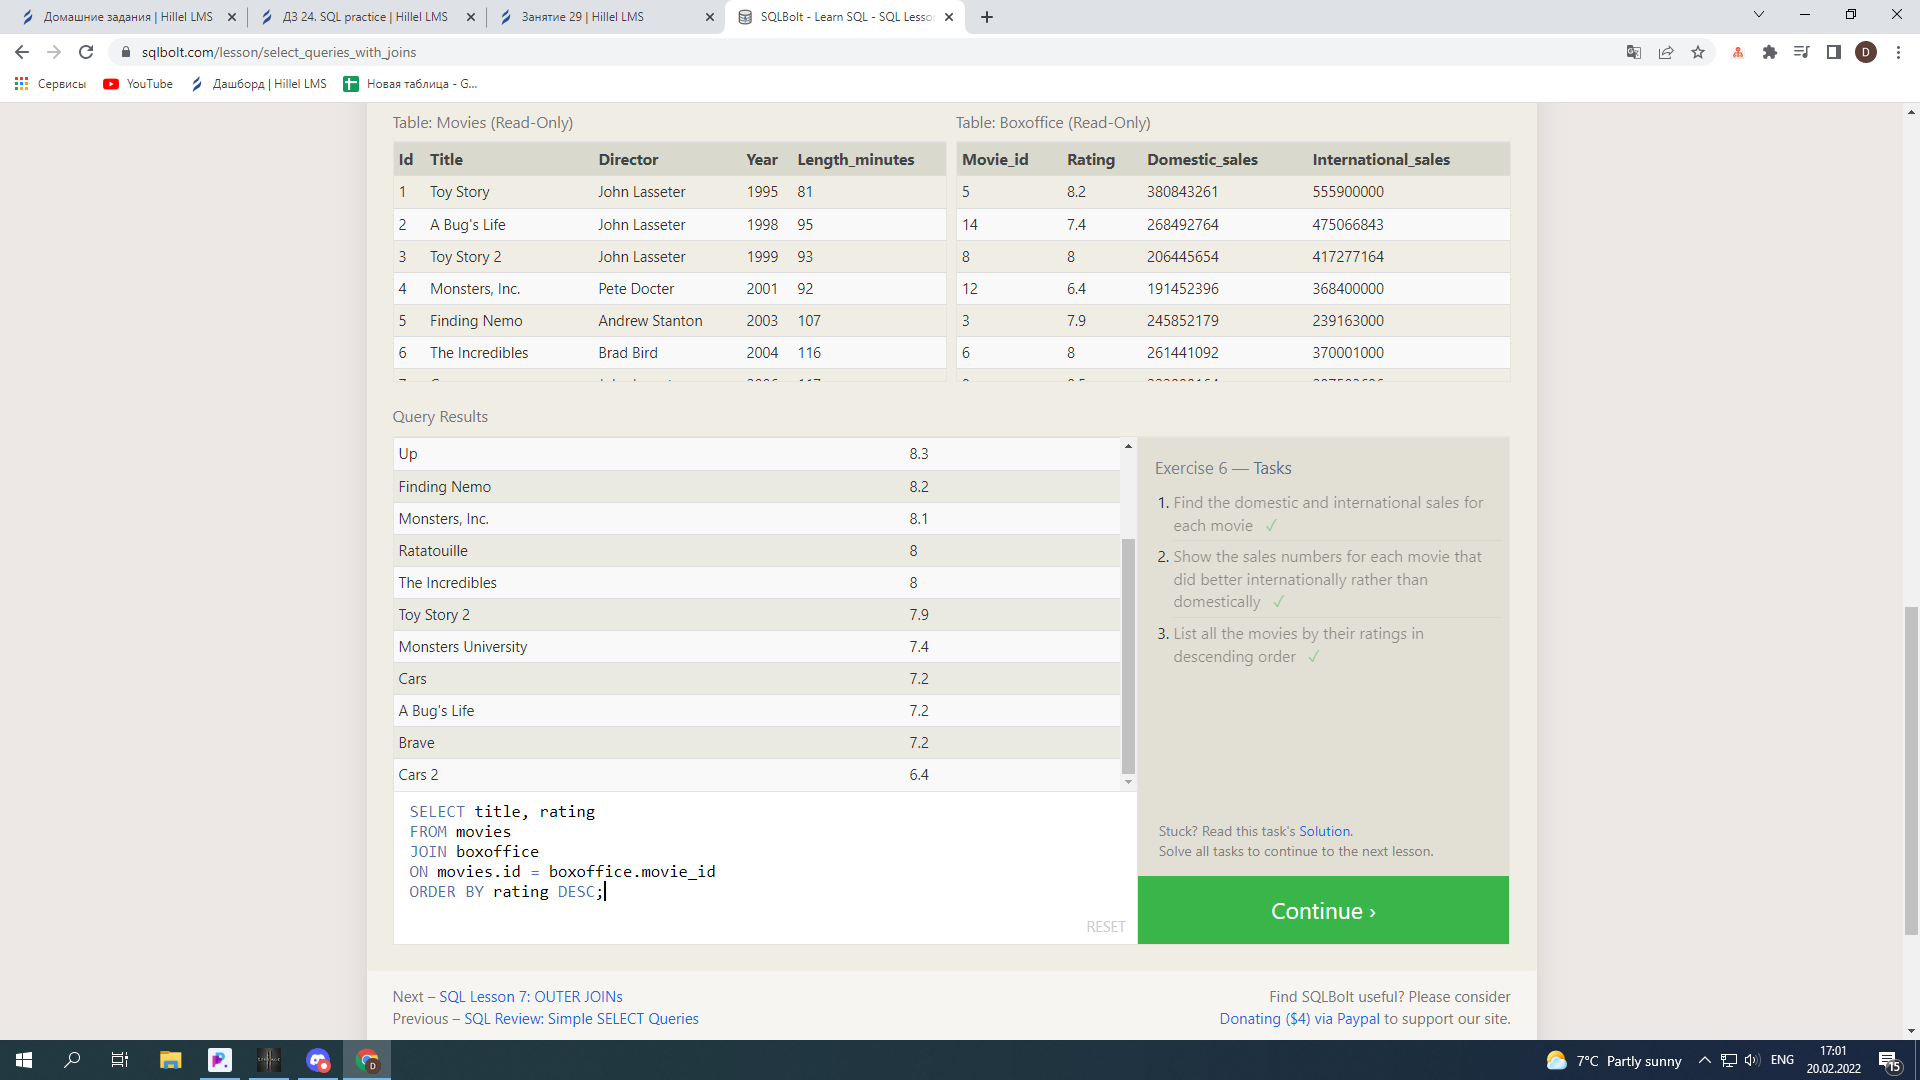 Домашние задания | Hillel LMS
ДЗ 24. SQL practice | Hillel LMS
Занятие 29 | Hillel LMS
SQLBolt - Learn SQL - SQL Lesso
sqlbolt.com/lesson/select_queries_with_joins
D
Сервисы
YouTube
Дашборд | Hillel LMS
Новая таблица - G...
Table: Movies (Read-Only)
Id Title Director Year Length_minutes
1 Toy Story John Lasseter 1995 81
2 A Bug's Life John Lasseter 1998 95
3 Toy Story 2 John Lasseter 1999 93
4 Monsters, Inc. Pete Docter 2001 92
5 Finding Nemo Andrew Stanton 2003 107
6 The Incredibles Brad Bird 2004 116
Table: Boxoffice (Read-Only)
Movie_id Rating Domestic_sales International_sales
5 8.2 380843261 555900000
14 7.4 268492764 475066843
8 8 206445654 417277164
12 6.4 191452396 368400000
3 7.9 245852179 239163000
6 8 261441092 370001000
Query Results
Up 8.3
Finding Nemo 8.2
Monsters, Inc. 8.1
Ratatouille 8
The Incredibles 8
Toy Story 2 7.9
Monsters University 7.4
Cars 7.2
A Bug's Life 7.2
Brave 7.2
Cars 2 6.4
SELECT title, rating
FROM movies
JOIN boxoffice
ON movies.id = boxoffice.movie_id
ORDER BY rating DESC;
RESET
Exercise 6 — Tasks
1. Find the domestic and international sales for
each movie ✓
2. Show the sales numbers for each movie that
did better internationally rather than
domestically ✓
3. List all the movies by their ratings in
descending order ✓
Stuck? Read this task's Solution.
Solve all tasks to continue to the next lesson.
Continue ›
Next – SQL Lesson 7: OUTER JOINs
Previous – SQL Review: Simple SELECT Queries
Find SQLBolt useful? Please consider
Donating ($4) via Paypal to support our site.
7°C Partly sunny
ENG
17:01
20.02.2022
15